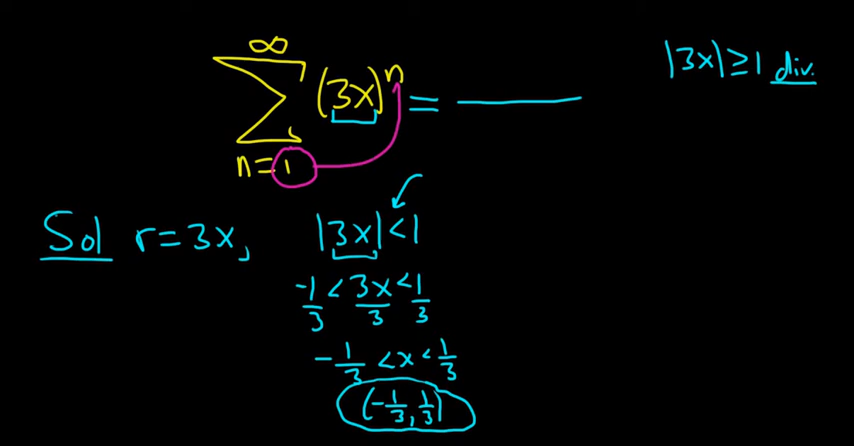 ∞
∑ (3x)ⁿ = ______
n=1
|3x| ≥ 1 div.
Sol r = 3x, |3x| < 1
-1/3 < 3x/3 < 1/3
-1/3 < x < 1/3
(-1/3, 1/3)